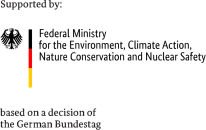 Supported by:
Federal Ministry
for the Environment, Climate Action,
Nature Conservation and Nuclear Safety
based on a decision of
the German Bundestag